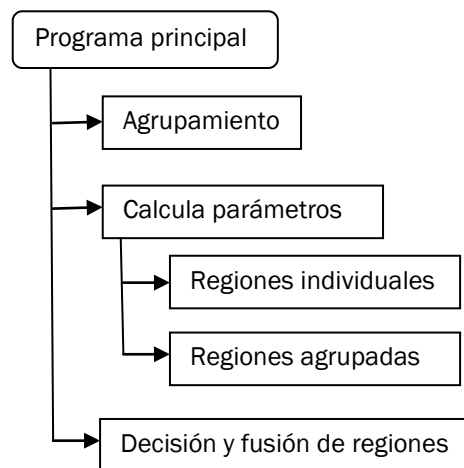 Programa principal
Agrupamiento
Calcula parámetros
Regiones individuales
Regiones agrupadas
Decisión y fusión de regiones